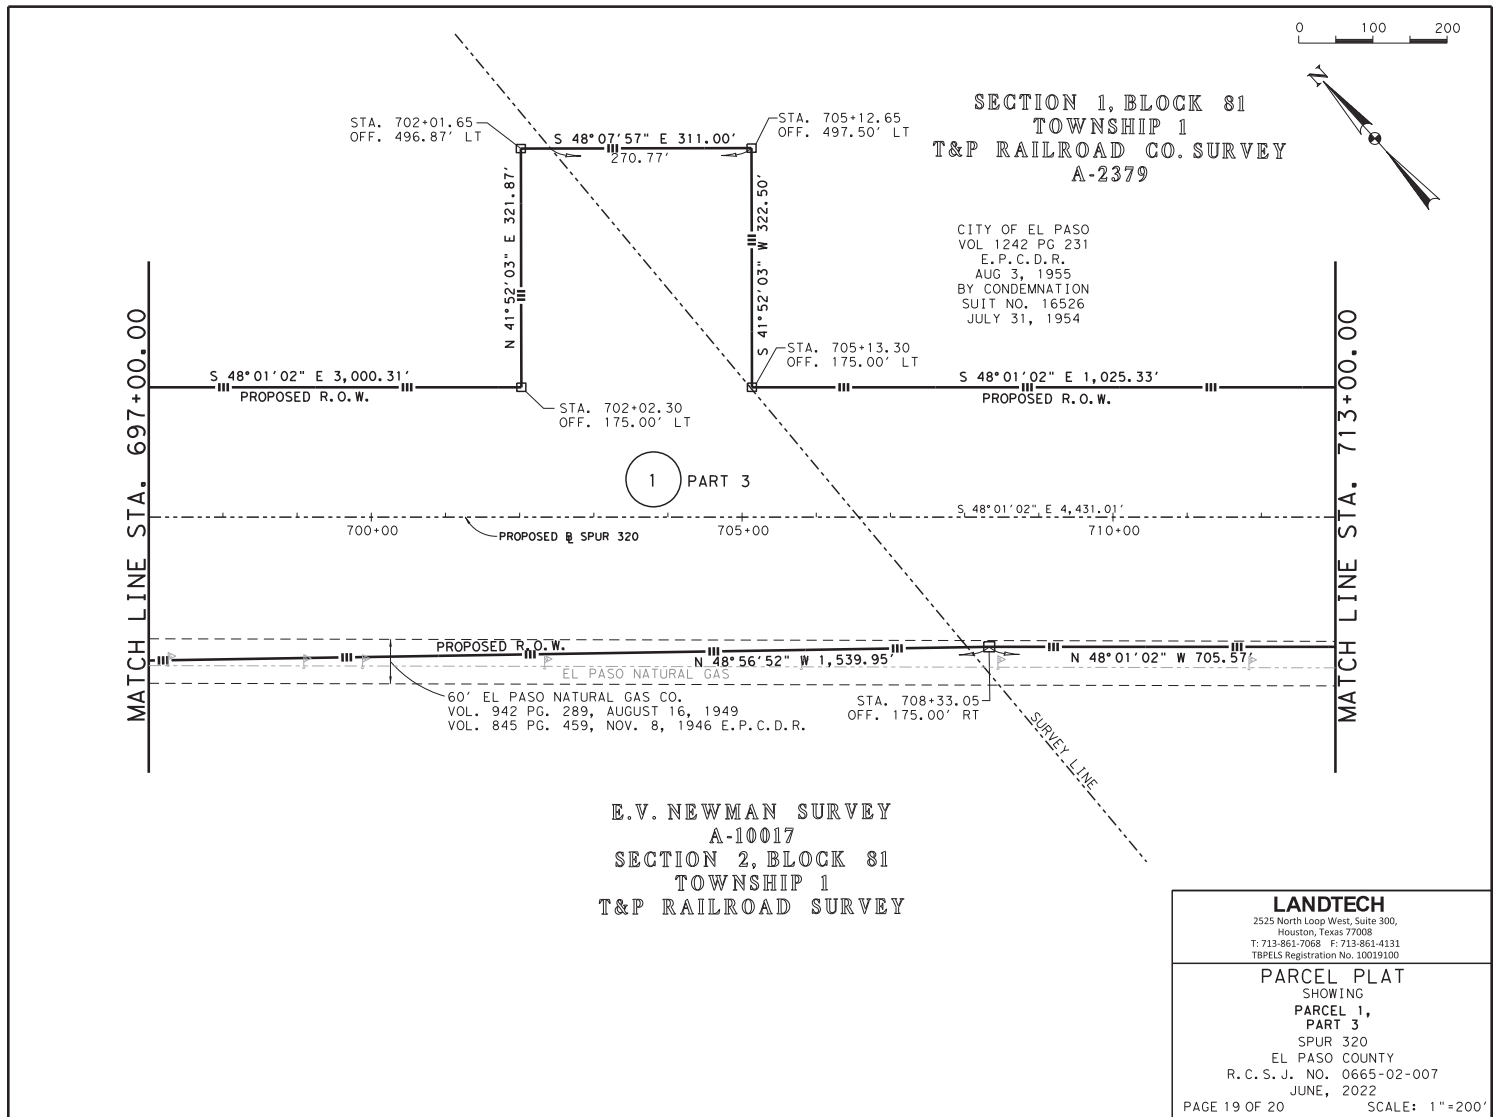 0 100 200
N
SECTION 1, BLOCK 81
TOWNSHIP 1
T&P RAILROAD CO. SURVEY
A-2379
STA. 702+01.65
OFF. 496.87' LT
S 48°07'57" E 311.00'
270.77'
STA. 705+12.65
OFF. 497.50' LT
N 41°52'03" E 321.87'
S 41°52'03" W 322.50'
CITY OF EL PASO
VOL 1242 PG 231
E.P.C.D.R.
AUG 3, 1955
BY CONDEMNATION
SUIT NO. 16526
JULY 31, 1954
STA. 705+13.30
OFF. 175.00' LT
S 48°01'02" E 3,000.31'
PROPOSED R.O.W.
STA. 702+02.30
OFF. 175.00' LT
S 48°01'02" E 1,025.33'
PROPOSED R.O.W.
MATCH LINE STA. 697+00.00
MATCH LINE STA. 713+00.00
1 PART 3
S 48°01'02" E 4,431.01'
700+00
705+00
710+00
PROPOSED ℄ SPUR 320
PROPOSED R.O.W.
N 48°56'52" W 1,539.95'
N 48°01'02" W 705.57'
EL PASO NATURAL GAS
60' EL PASO NATURAL GAS CO.
VOL. 942 PG. 289, AUGUST 16, 1949
VOL. 845 PG. 459, NOV. 8, 1946 E.P.C.D.R.
STA. 708+33.05
OFF. 175.00' RT
SURVEY LINE
P P P P P P
E.V. NEWMAN SURVEY
A-10017
SECTION 2, BLOCK 81
TOWNSHIP 1
T&P RAILROAD SURVEY
LANDTECH
2525 North Loop West, Suite 300,
Houston, Texas 77008
T: 713-861-7068 F: 713-861-4131
TBPELS Registration No. 10019100
PARCEL PLAT
SHOWING
PARCEL 1,
PART 3
SPUR 320
EL PASO COUNTY
R.C.S.J. NO. 0665-02-007
JUNE, 2022
PAGE 19 OF 20 SCALE: 1"=200'